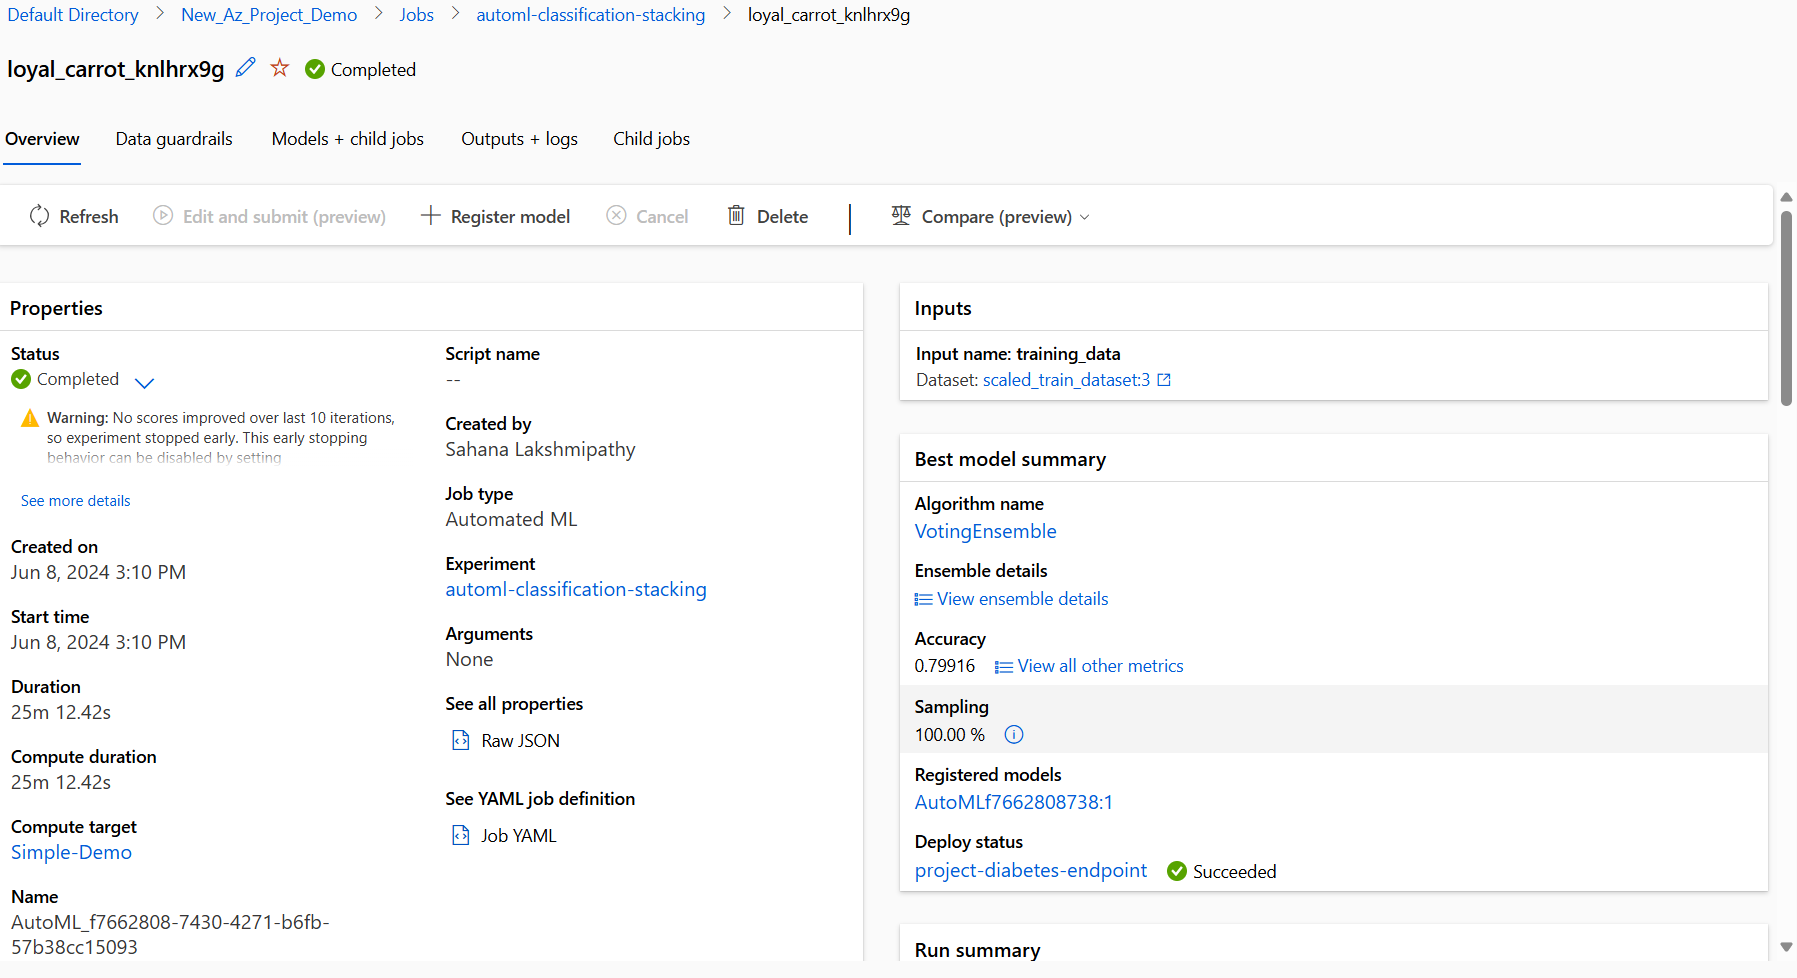 Default Directory > New_Az_Project_Demo > Jobs > automl-classification-stacking > loyal_carrot_knlhrx9g
loyal_carrot_knlhrx9g Completed
Overview Data guardrails Models + child jobs Outputs + logs Child jobs
Refresh Edit and submit (preview) Register model Cancel Delete Compare (preview)
Properties
Status
Completed
Warning: No scores improved over last 10 iterations,
so experiment stopped early. This early stopping
behavior can be disabled by setting
See more details
Created on
Jun 8, 2024 3:10 PM
Start time
Jun 8, 2024 3:10 PM
Duration
25m 12.42s
Compute duration
25m 12.42s
Compute target
Simple-Demo
Name
AutoML_f7662808-7430-4271-b6fb-
57b38cc15093
Script name
--
Created by
Sahana Lakshmipathy
Job type
Automated ML
Experiment
automl-classification-stacking
Arguments
None
See all properties
Raw JSON
See YAML job definition
Job YAML
Inputs
Input name: training_data
Dataset: scaled_train_dataset:3
Best model summary
Algorithm name
VotingEnsemble
Ensemble details
View ensemble details
Accuracy
0.79916 View all other metrics
Sampling
100.00 %
Registered models
AutoMLf7662808738:1
Deploy status
project-diabetes-endpoint Succeeded
Run summary